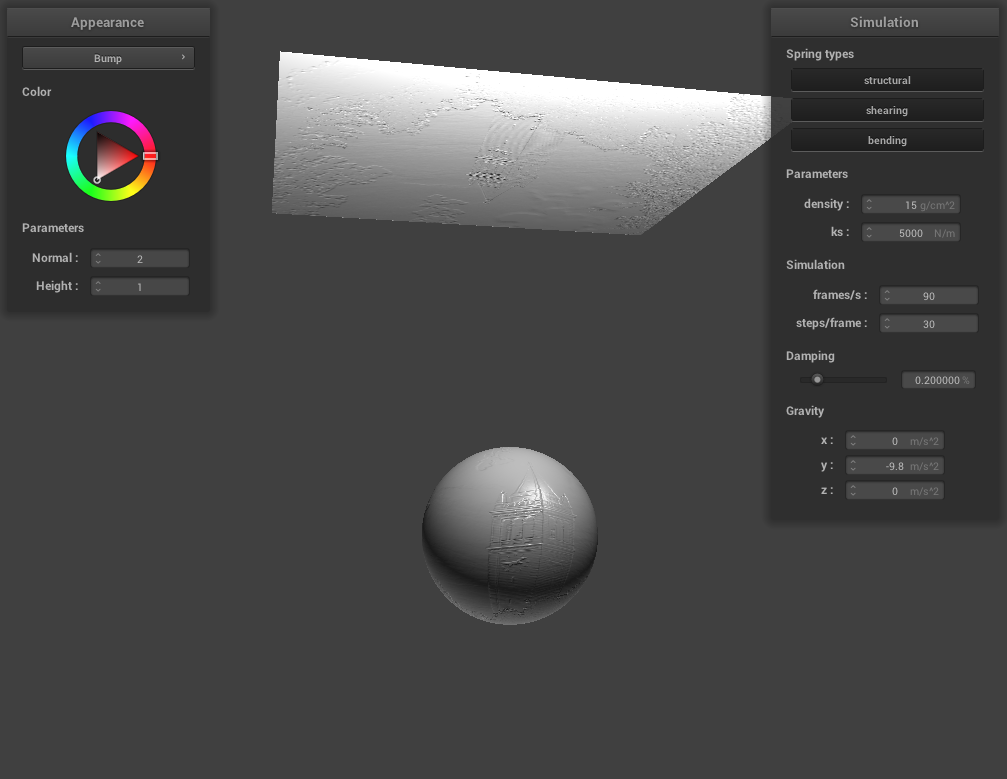 Appearance
Bump
Color
Parameters
Normal : 2
Height : 1
Simulation
Spring types
structural
shearing
bending
Parameters
density : 15 g/cm^2
ks : 5000 N/m
Simulation
frames/s : 90
steps/frame : 30
Damping
0.200000 %
Gravity
x : 0 m/s^2
y : -9.8 m/s^2
z : 0 m/s^2